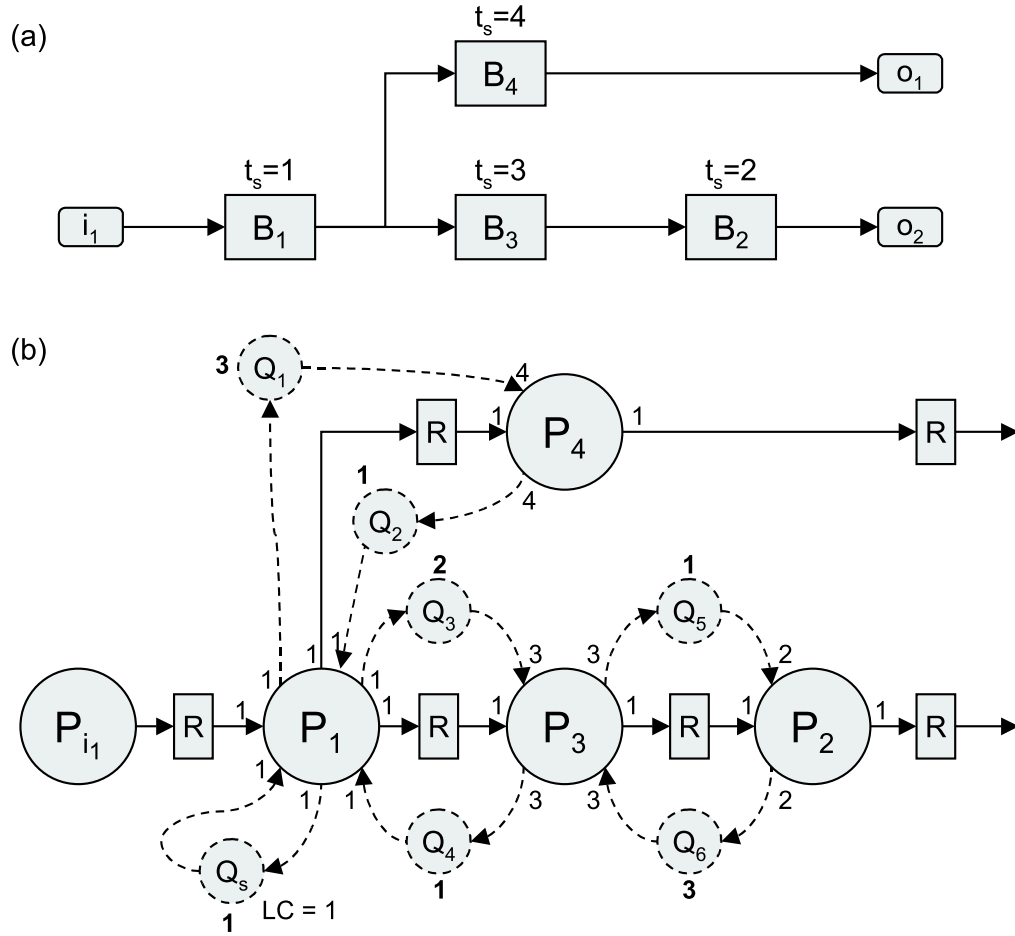 (a)
t_s=4
B_4
o_1
t_s=1
t_s=3
t_s=2
i_1
B_1
B_3
B_2
o_2
(b)
3
Q_1
4
R
1
P_4
1
R
1
4
Q_2
2
1
Q_3
Q_5
1
1
1
1
3
3
2
P_i_1
R
1
P_1
1
R
1
P_3
1
R
1
P_2
1
R
1
1
1
3
3
2
Q_s
Q_4
Q_6
1
LC = 1
1
3